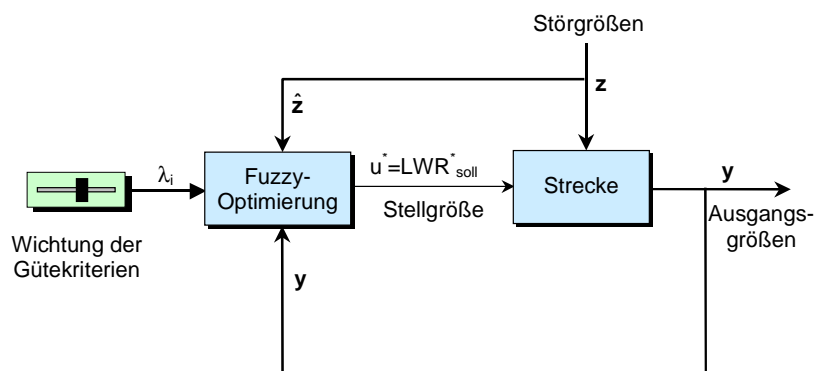 Störgrößen
z
ẑ
λi
Fuzzy-
Optimierung
u*=LWR*soll
Stellgröße
Strecke
y
Ausgangs-
größen
Wichtung der
Gütekriterien
y